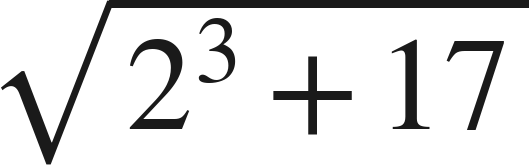 √(2³ + 17)